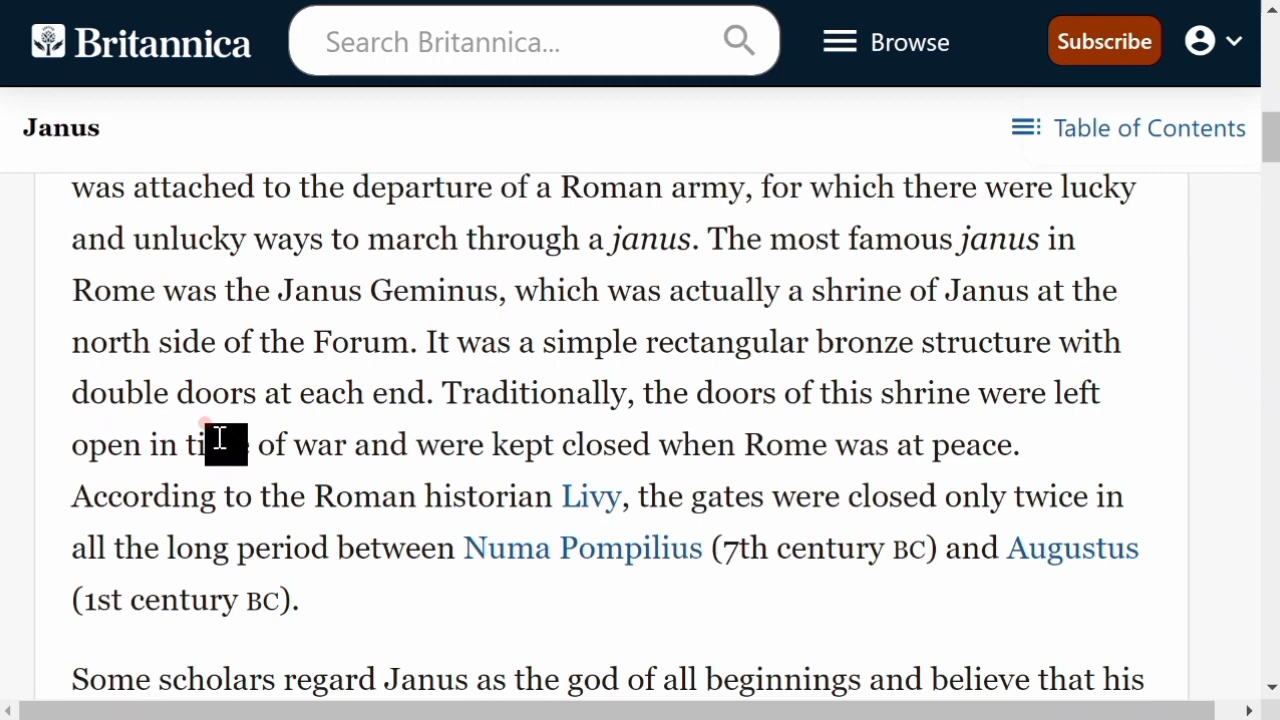 Britannica
Search Britannica...
Browse
Subscribe
Janus
Table of Contents
was attached to the departure of a Roman army, for which there were lucky
and unlucky ways to march through a janus. The most famous janus in
Rome was the Janus Geminus, which was actually a shrine of Janus at the
north side of the Forum. It was a simple rectangular bronze structure with
double doors at each end. Traditionally, the doors of this shrine were left
open in of war and were kept closed when Rome was at peace.
According to the Roman historian Livy, the gates were closed only twice in
all the long period between Numa Pompilius (7th century BC) and Augustus
(1st century BC).
Some scholars regard Janus as the god of all beginnings and believe that his